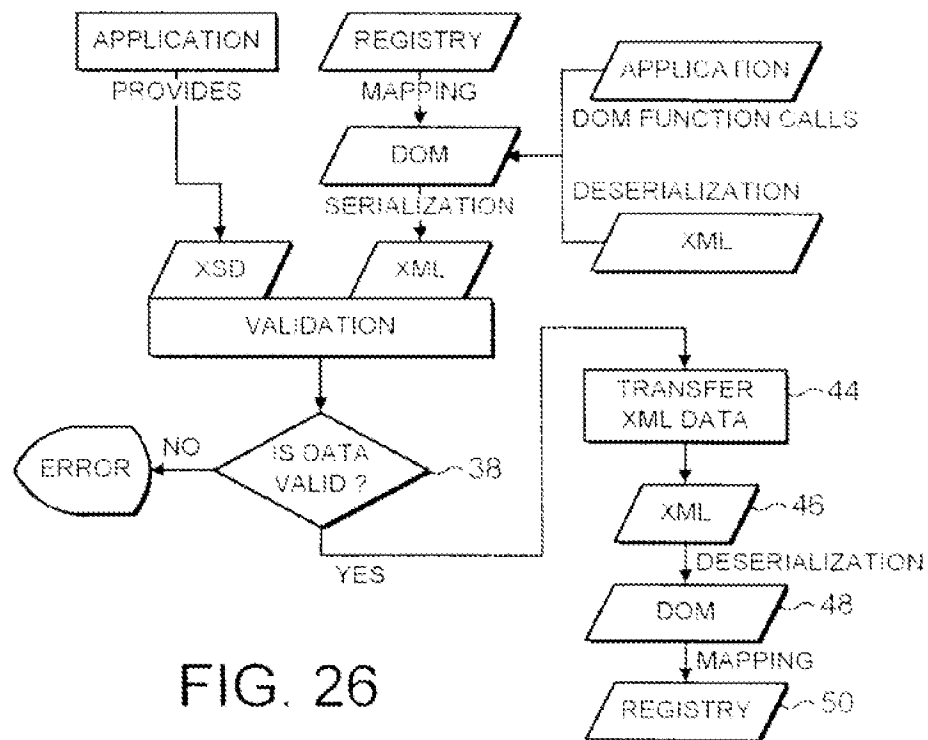 APPLICATION
PROVIDES
REGISTRY
MAPPING
APPLICATION
DOM FUNCTION CALLS
DOM
SERIALIZATION
DESERIALIZATION
XML
XSD
XML
VALIDATION
TRANSFER
XML DATA
44
ERROR
NO
IS DATA
VALID ?
38
YES
XML
46
DESERIALIZATION
DOM
48
MAPPING
REGISTRY
50
FIG. 26